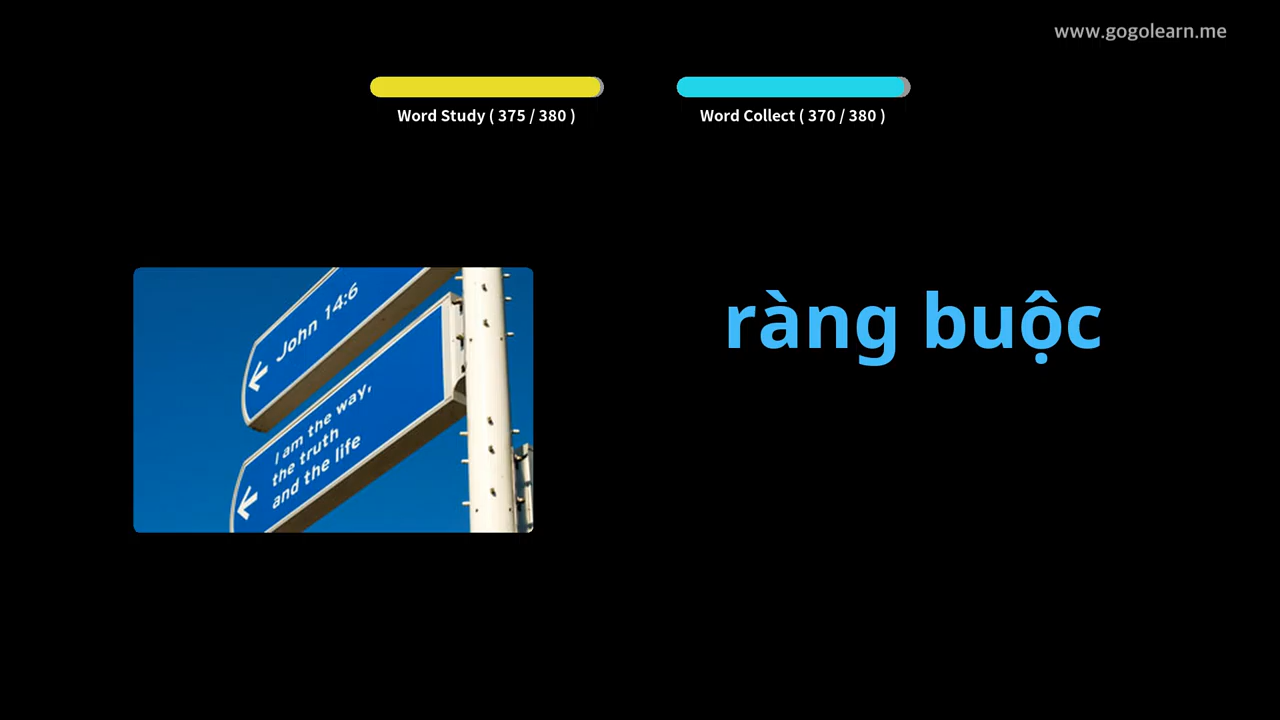 www.gogolearn.me
Word Study ( 375 / 380 )
Word Collect ( 370 / 380 )
John 14:6
I am the way,
the truth
and the life
ràng buộc